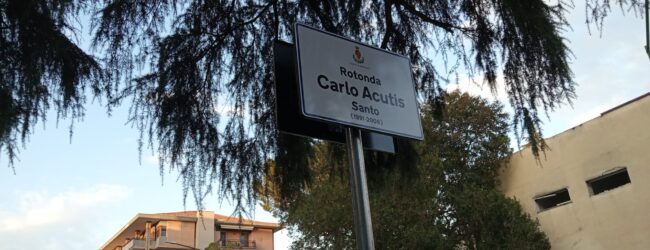 Rotonda
Carlo Acutis
Santo
(1991-2006)